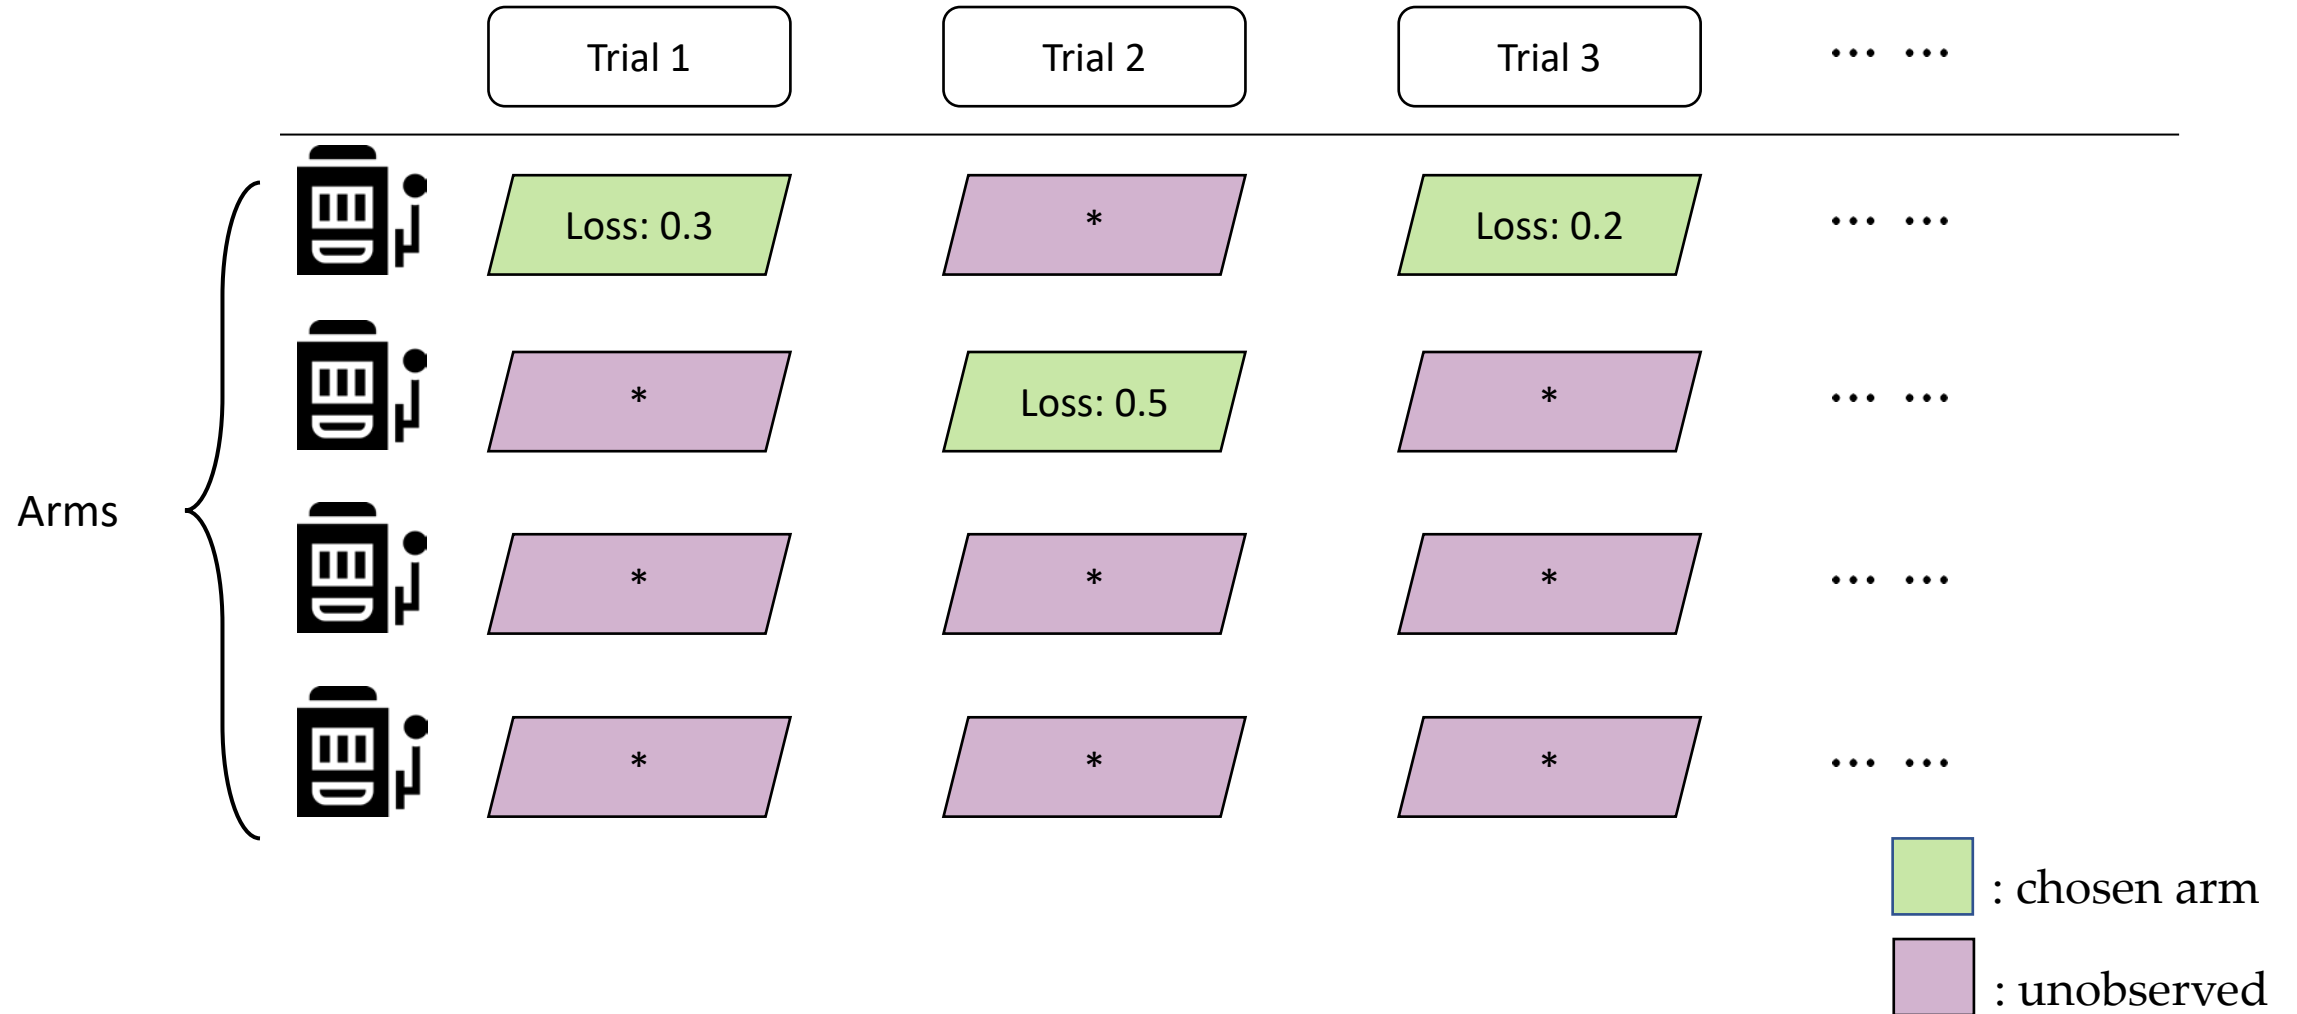 Trial 1 Trial 2 Trial 3 ... ...
Loss: 0.3 * Loss: 0.2 ... ...
* Loss: 0.5 * ... ...
Arms
* * * ... ...
* * * ... ...
: chosen arm
: unobserved